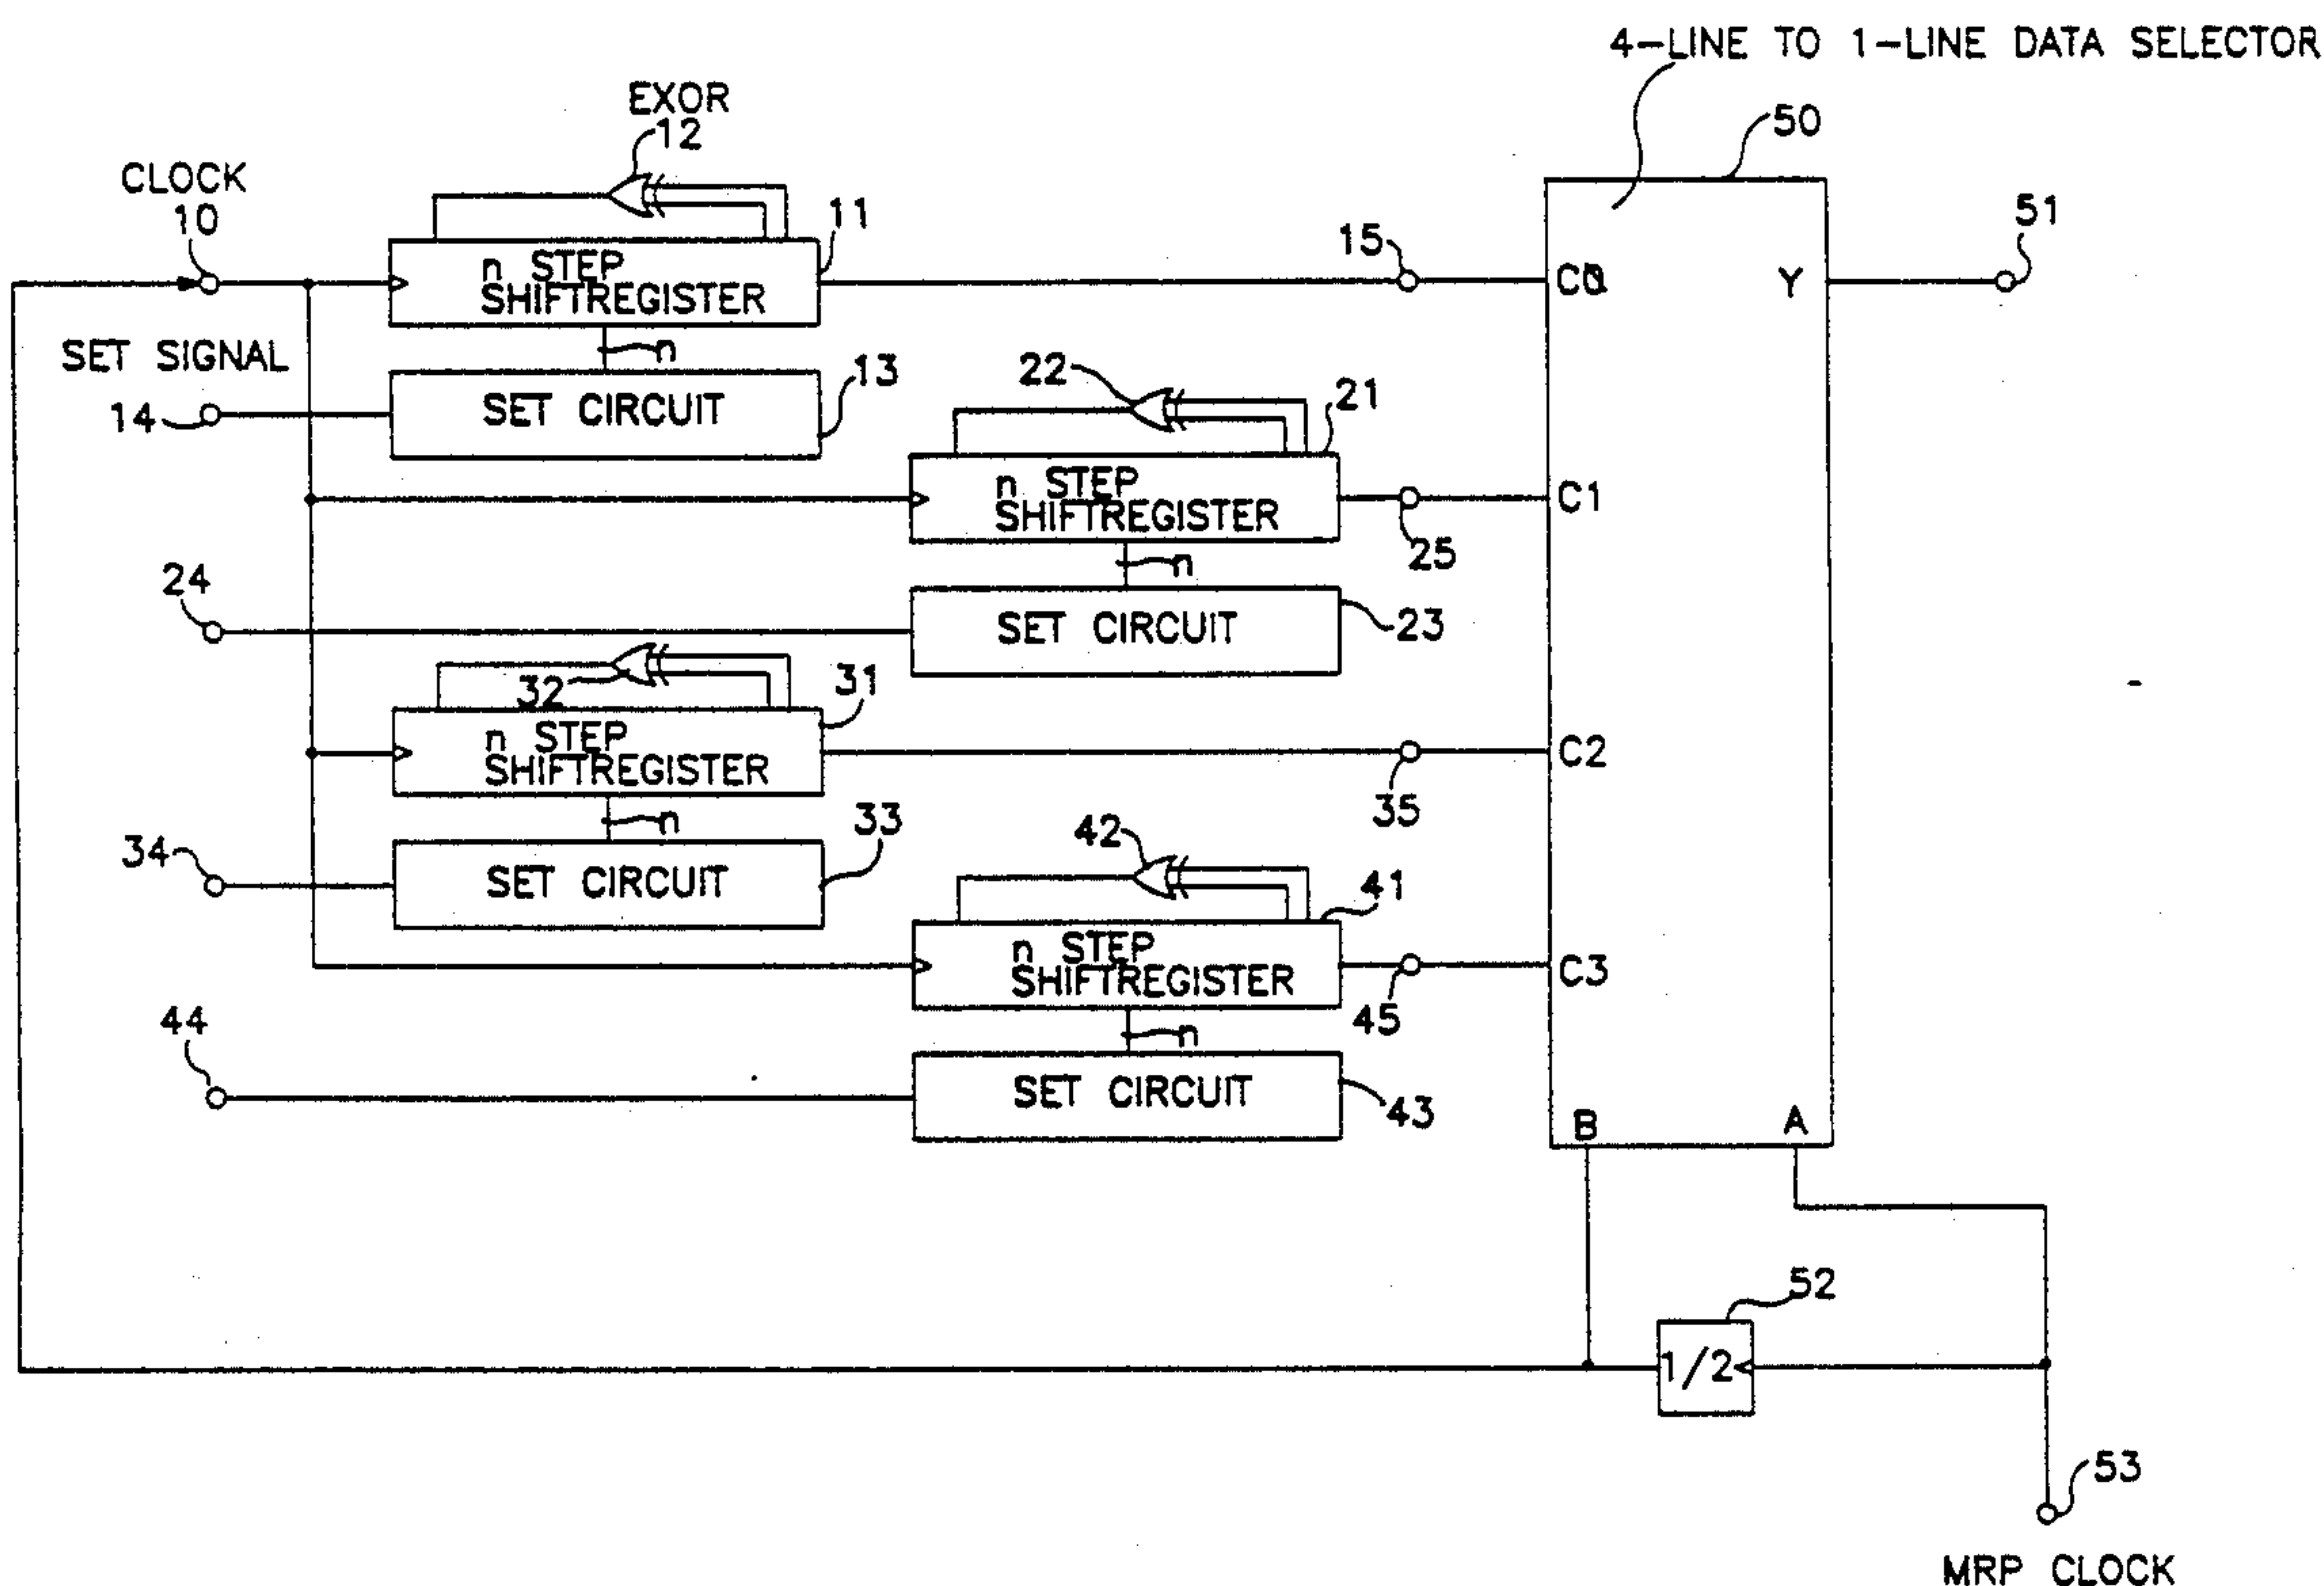 4-LINE TO 1-LINE DATA SELECTOR
EXOR
12
50
CLOCK
10
11
15
51
n STEP
SHIFTREGISTER
C0
Y
SET SIGNAL
n
14
SET CIRCUIT
13
22
21
n STEP
SHIFTREGISTER
C1
25
n
24
SET CIRCUIT
23
32
31
n STEP
SHIFTREGISTER
C2
35
n
33
34
SET CIRCUIT
42
41
n STEP
SHIFTREGISTER
C3
45
n
44
SET CIRCUIT
43
B
A
52
1/2
53
MRP CLOCK